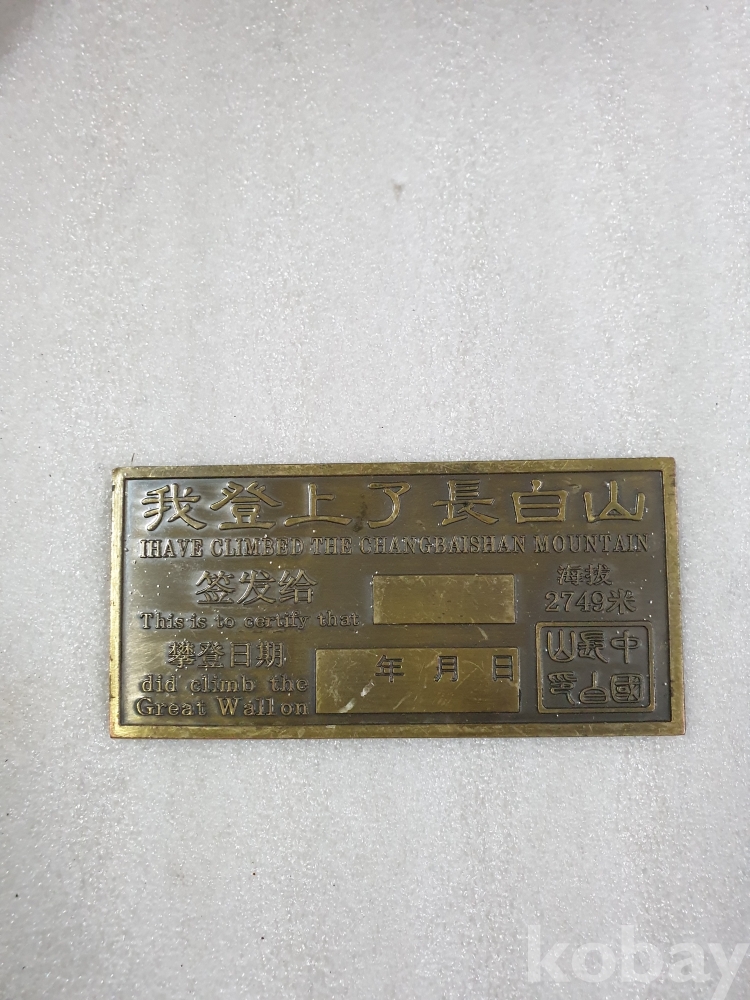 我登上了長白山
IHAVE CLIMBED THE CHANGBAISHAN MOUNTAIN
签发给
This is to certify that
海拔
2749米
攀登日期
did climb the
Great Wall on
年 月 日
中國長白山印
kobay